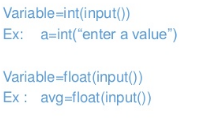 Variable=int(input())
Ex: a=int(“enter a value”)
Variable=float(input())
Ex : avg=float(input())